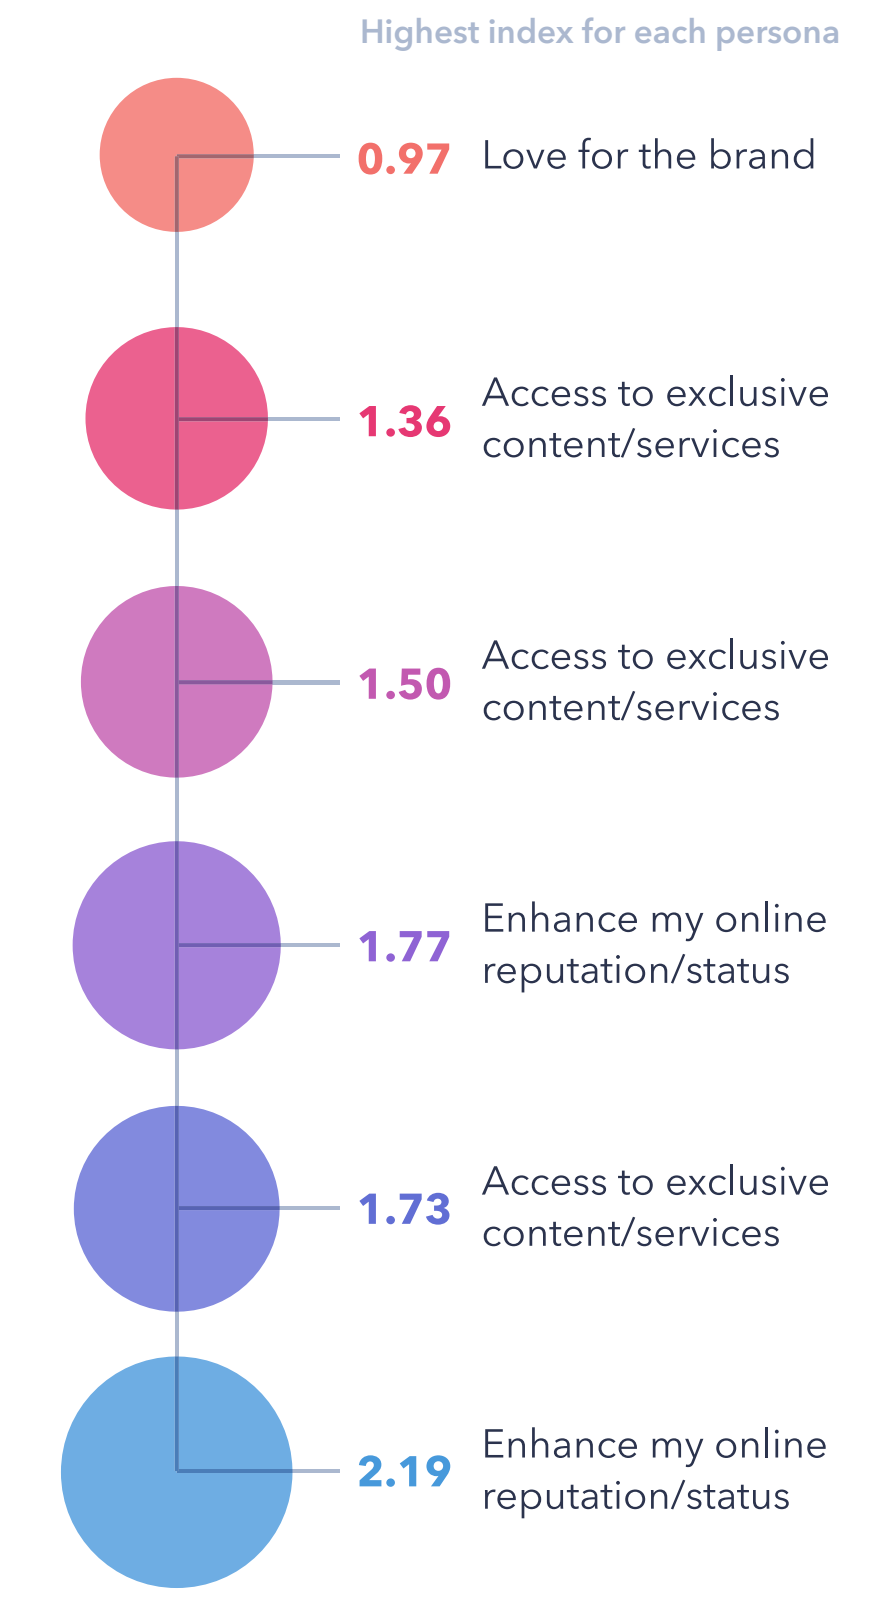 Highest index for each persona
0.97 Love for the brand
1.36 Access to exclusive
content/services
1.50 Access to exclusive
content/services
1.77 Enhance my online
reputation/status
1.73 Access to exclusive
content/services
2.19 Enhance my online
reputation/status